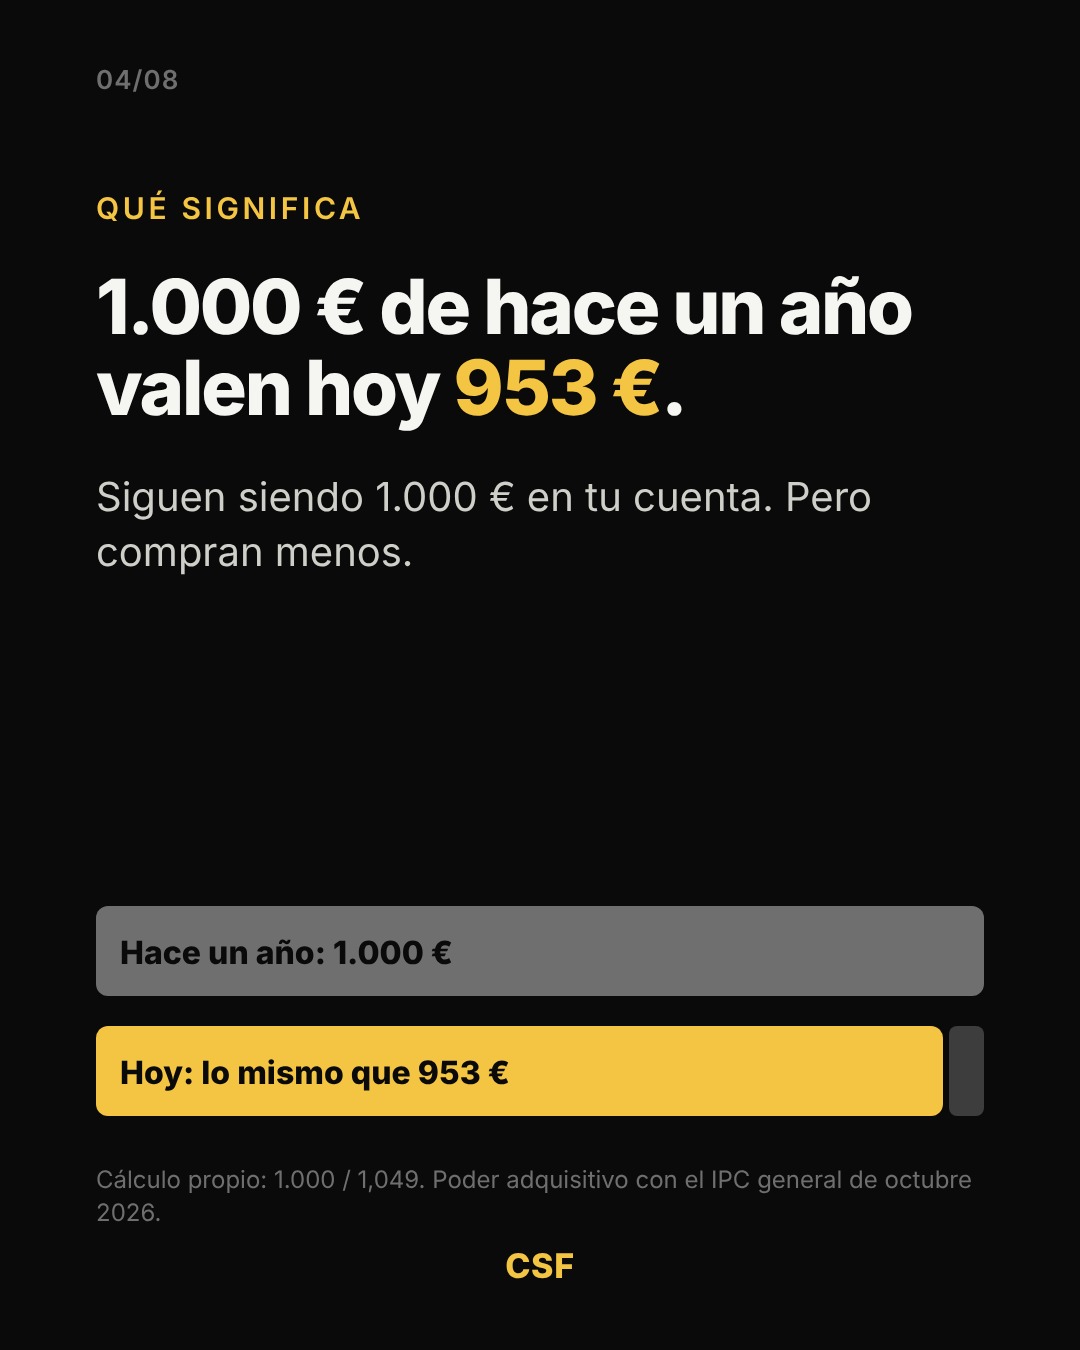 04/08
QUÉ SIGNIFICA
1.000 € de hace un año
valen hoy 953 €.
Siguen siendo 1.000 € en tu cuenta. Pero
compran menos.
Hace un año: 1.000 €
Hoy: lo mismo que 953 €
Cálculo propio: 1.000 / 1,049. Poder adquisitivo con el IPC general de octubre
2026.
CSF